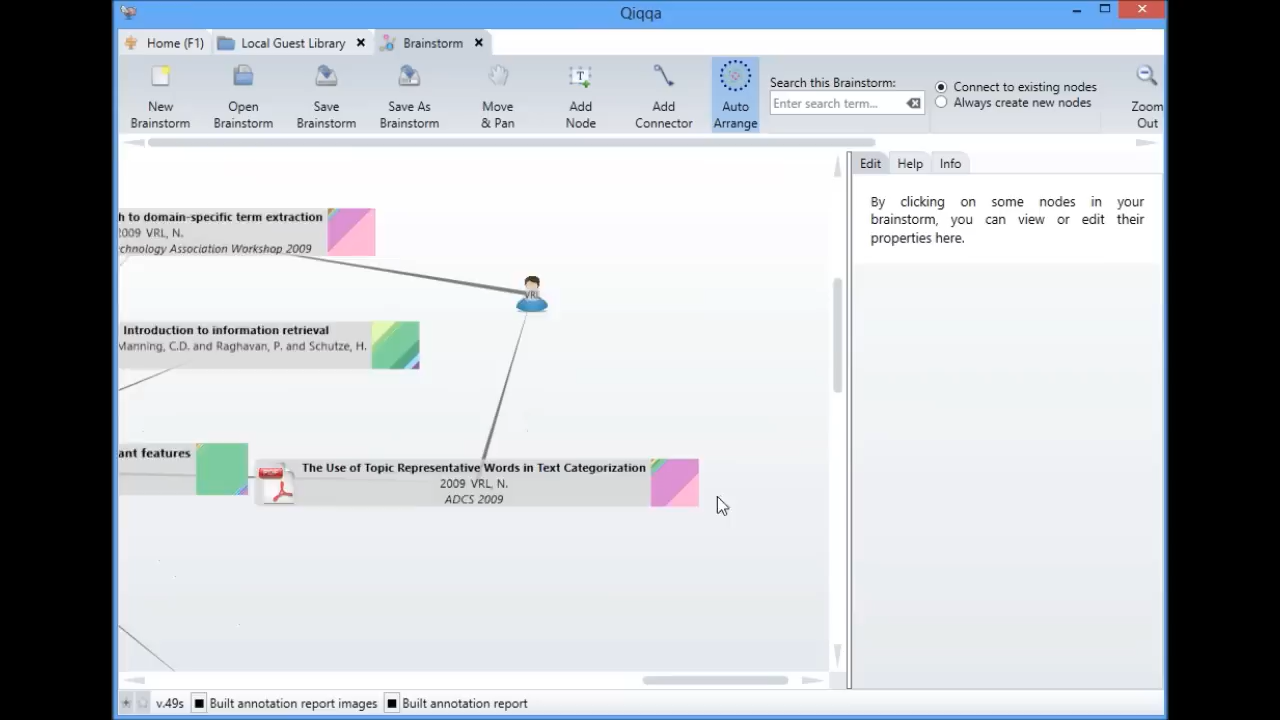 Qiqqa
Home (F1)
Local Guest Library
Brainstorm
New Brainstorm
Open Brainstorm
Save Brainstorm
Save As Brainstorm
Move & Pan
Add Node
Add Connector
Auto Arrange
Search this Brainstorm:
Enter search term...
Connect to existing nodes
Always create new nodes
Zoom Out
Edit
Help
Info
By clicking on some nodes in your
brainstorm, you can view or edit their
properties here.
h to domain-specific term extraction
2009 VRL, N.
chnology Association Workshop 2009
VRL
Introduction to information retrieval
Manning, C.D. and Raghavan, P. and Schutze, H.
ant features
The Use of Topic Representative Words in Text Categorization
2009 VRL, N.
ADCS 2009
v.49s
Built annotation report images
Built annotation report